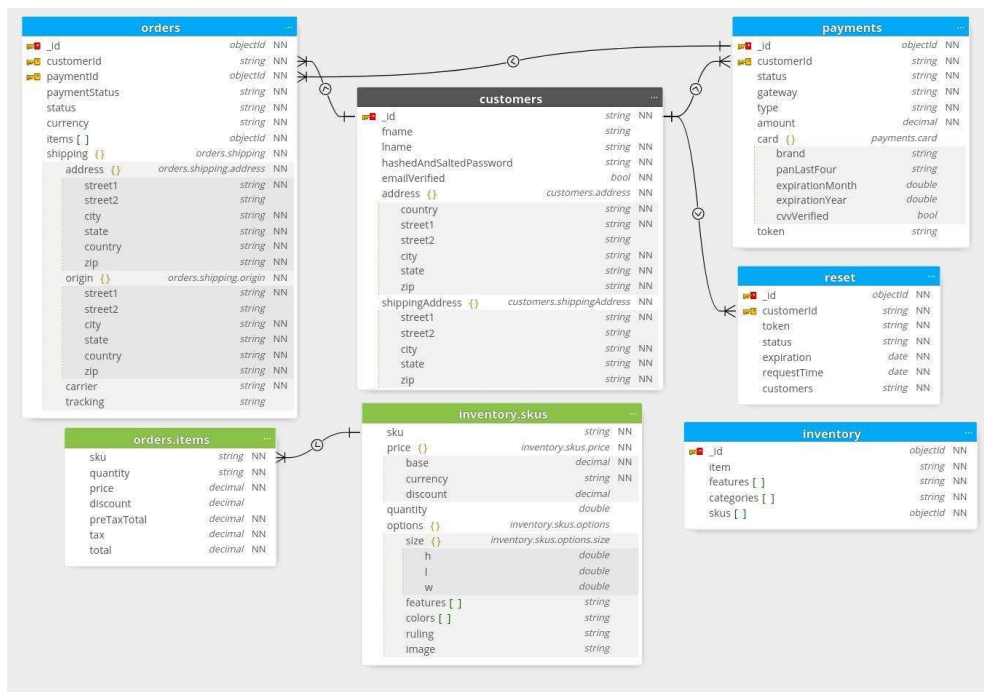 orders
_id objectId NN
customerId string NN
paymentId objectId NN
paymentStatus string NN
status string NN
currency string NN
items [ ] objectId NN
shipping {} orders.shipping NN
address {} orders.shipping.address NN
street1 string NN
street2 string
city string NN
state string NN
country string NN
zip string NN
origin {} orders.shipping.origin NN
street1 string NN
street2 string
city string NN
state string NN
country string NN
zip string NN
carrier string NN
tracking string
customers
_id string NN
fname string
lname string NN
hashedAndSaltedPassword string NN
emailVerified bool NN
address {} customers.address NN
country string NN
street1 string NN
street2 string
city string NN
state string NN
zip string NN
shippingAddress {} customers.shippingAddress NN
street1 string NN
street2 string
city string NN
state string NN
zip string NN
payments
_id objectId NN
customerId string NN
status string NN
gateway string NN
type string NN
amount decimal NN
card {} payments.card
brand string
panLastFour string
expirationMonth double
expirationYear double
cvvVerified bool
token string
reset
_id objectId NN
customerId string NN
token string NN
status string NN
expiration date NN
requestTime date NN
customers string NN
orders.items
sku string NN
quantity string NN
price decimal NN
discount decimal
preTaxTotal decimal NN
tax decimal NN
total decimal NN
inventory.skus
sku string NN
price {} inventory.skus.price NN
base decimal NN
currency string NN
discount decimal
quantity double
options {} inventory.skus.options
size {} inventory.skus.options.size
h double
l double
w double
features [ ] string
colors [ ] string
ruling string
image string
inventory
_id objectId NN
item string NN
features [ ] string NN
categories [ ] string NN
skus [ ] objectId NN